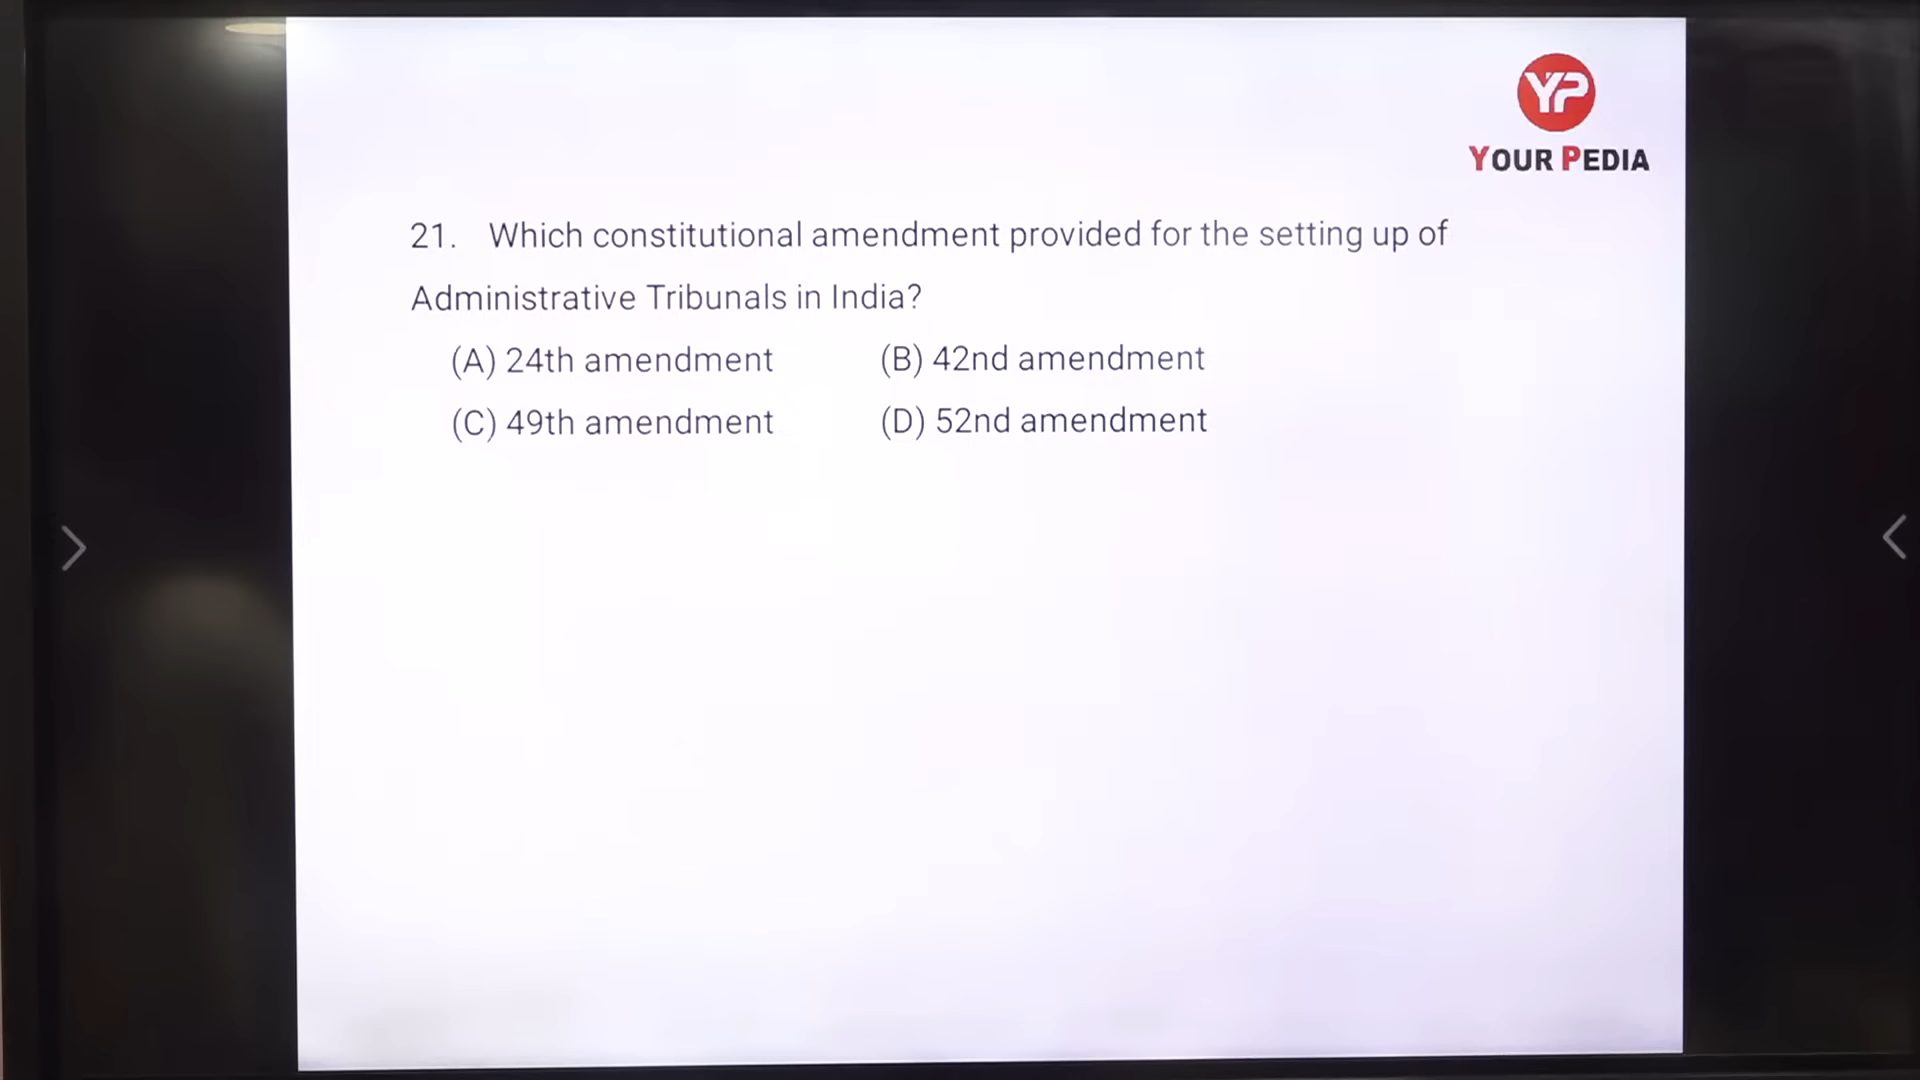 YP
YOUR PEDIA
21. Which constitutional amendment provided for the setting up of
Administrative Tribunals in India?
(A) 24th amendment (B) 42nd amendment
(C) 49th amendment (D) 52nd amendment